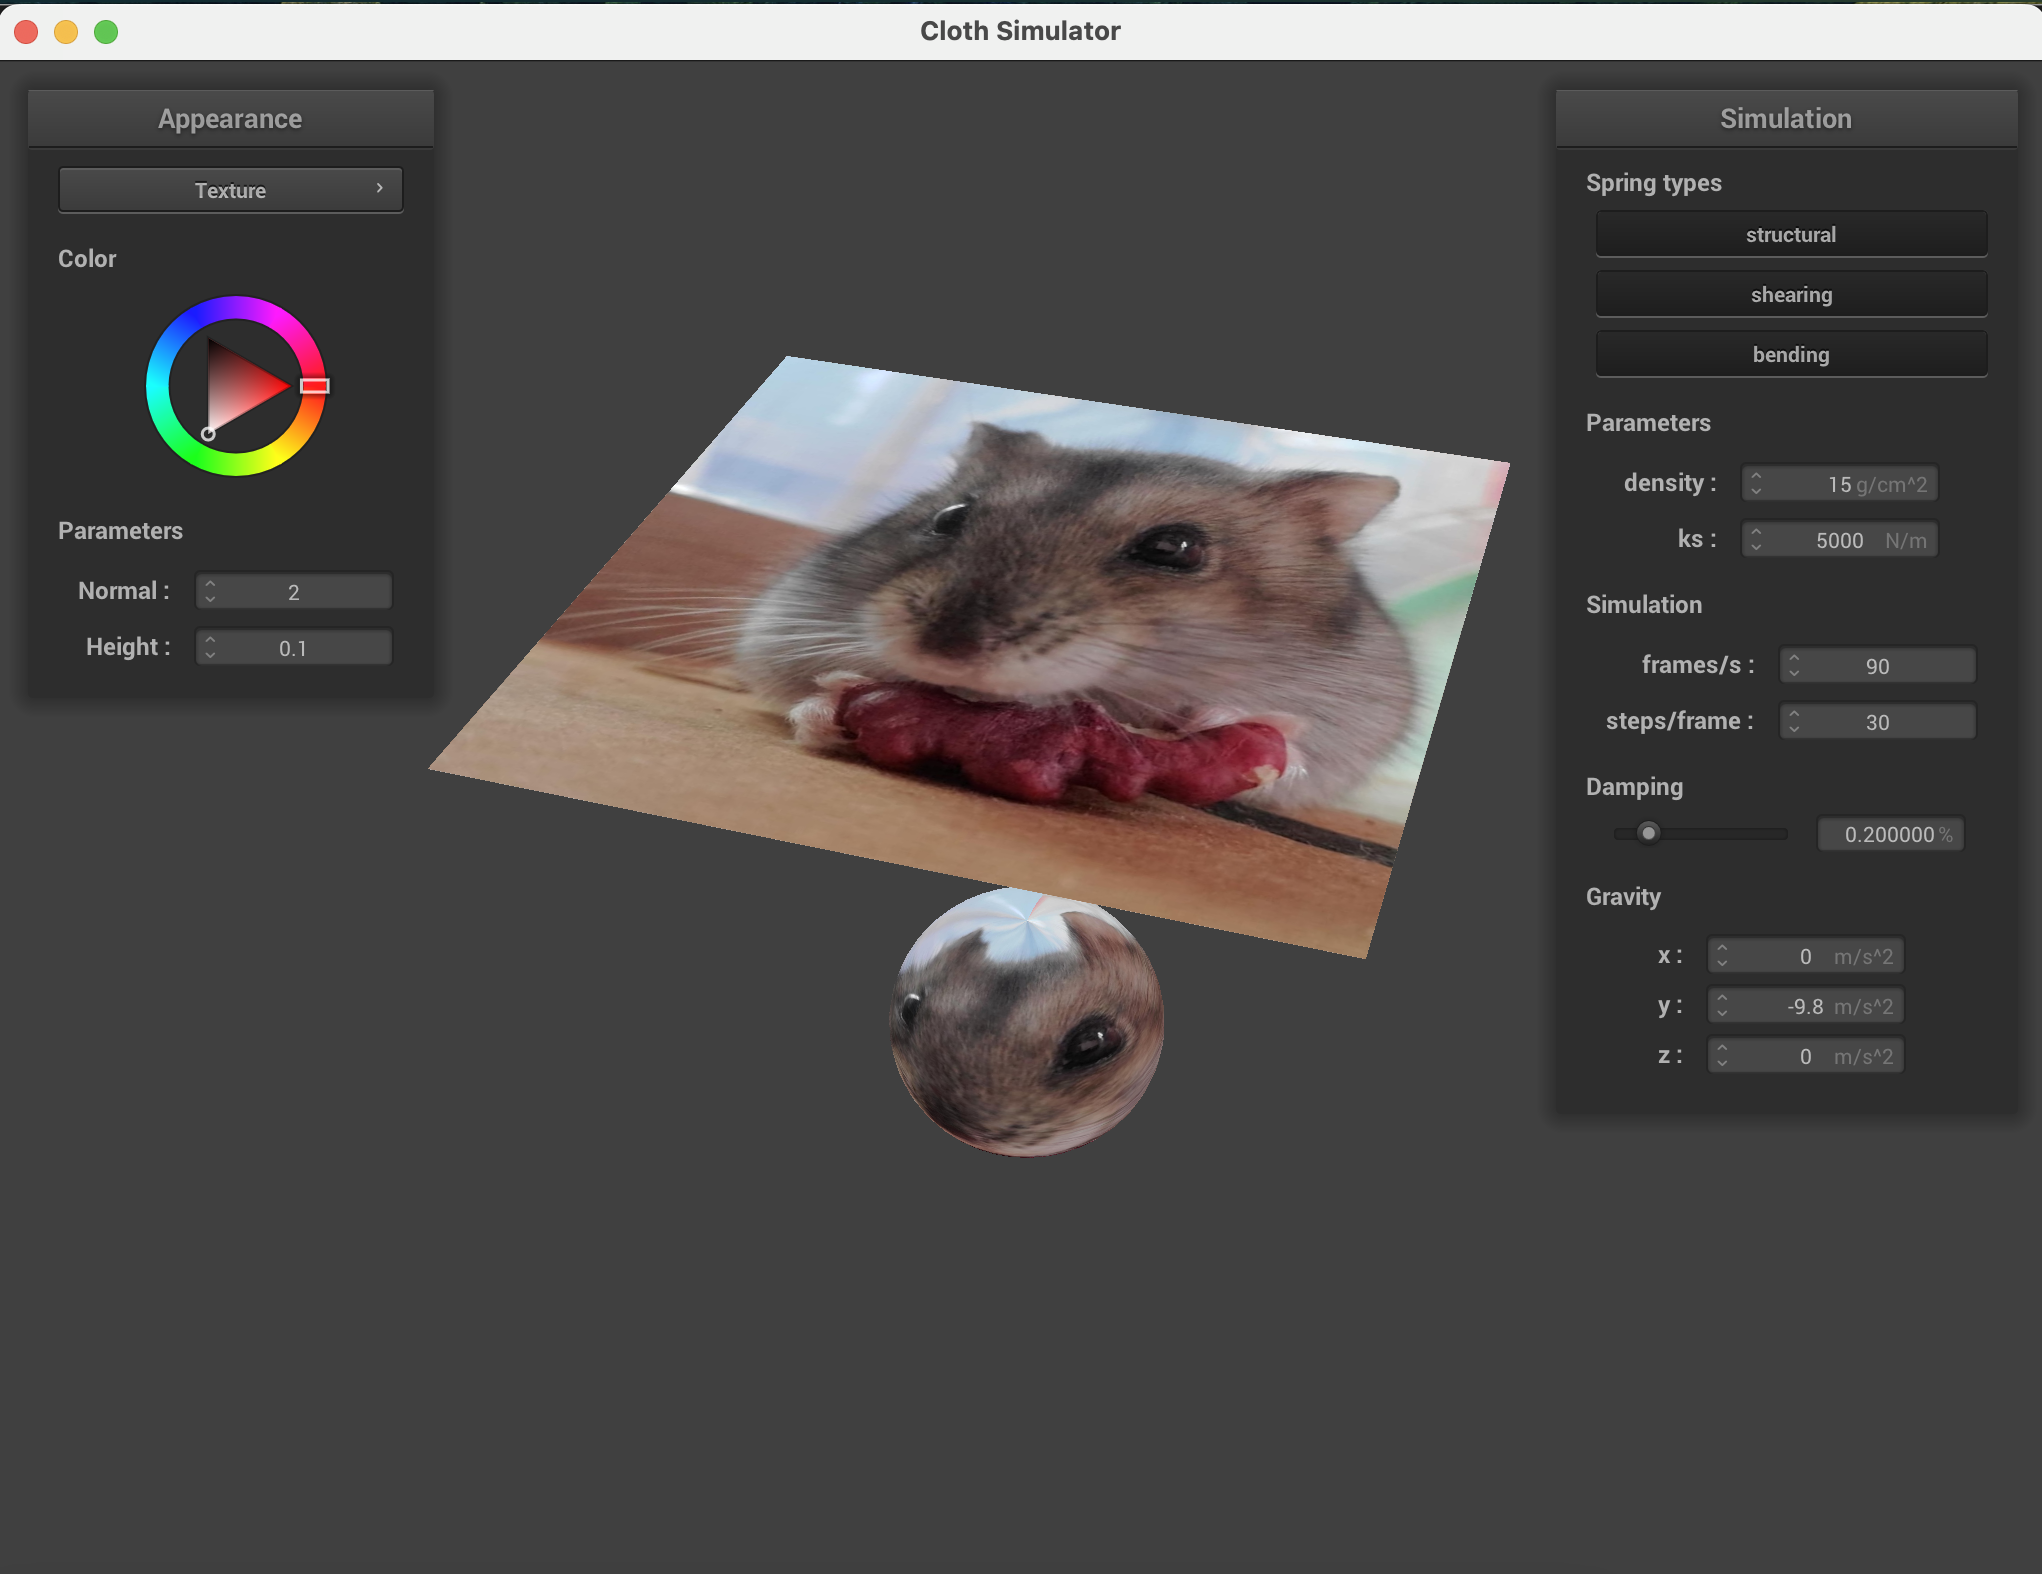 Cloth Simulator
Appearance
Texture
Color
Parameters
Normal : 2
Height : 0.1
Simulation
Spring types
structural
shearing
bending
Parameters
density : 15 g/cm^2
ks : 5000 N/m
Simulation
frames/s : 90
steps/frame : 30
Damping
0.200000 %
Gravity
x : 0 m/s^2
y : -9.8 m/s^2
z : 0 m/s^2